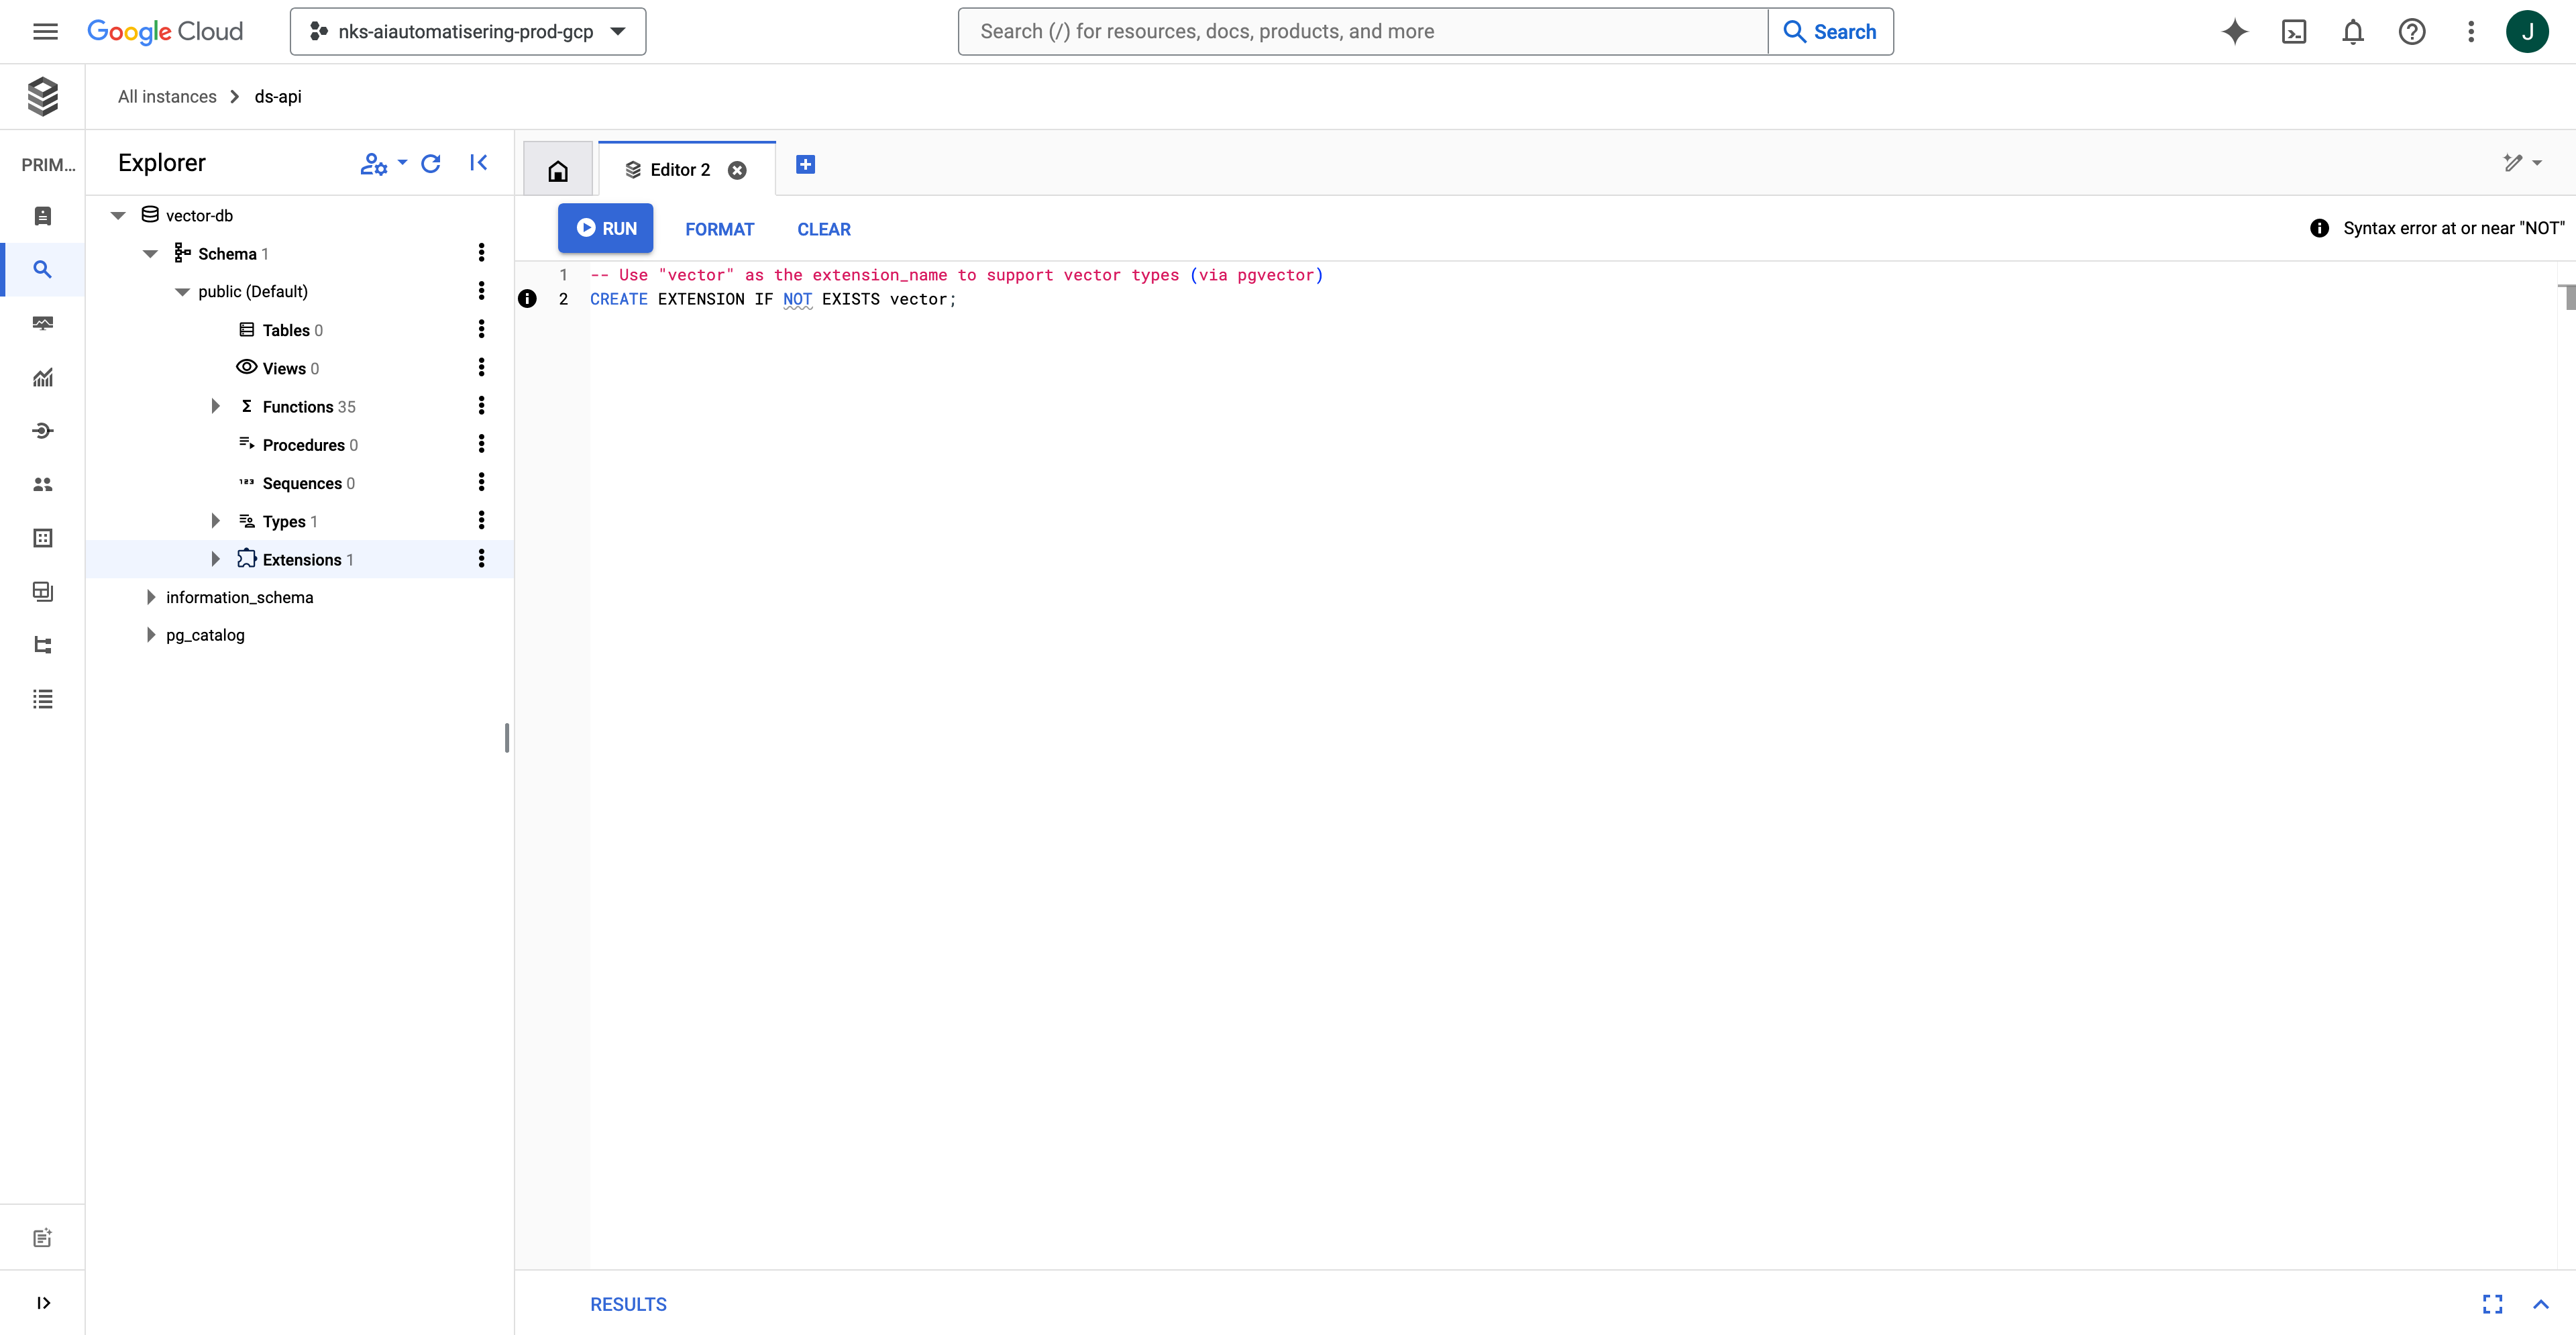 Google Cloud
nks-aiautomatisering-prod-gcp
Search (/) for resources, docs, products, and more
Search
J
All instances
ds-api
PRIM...
Explorer
Editor 2
vector-db
Schema 1
public (Default)
Tables 0
Views 0
Functions 35
Procedures 0
Sequences 0
Types 1
Extensions 1
information_schema
pg_catalog
RUN
FORMAT
CLEAR
Syntax error at or near "NOT"
1 -- Use "vector" as the extension_name to support vector types (via pgvector)
2 CREATE EXTENSION IF NOT EXISTS vector;
RESULTS